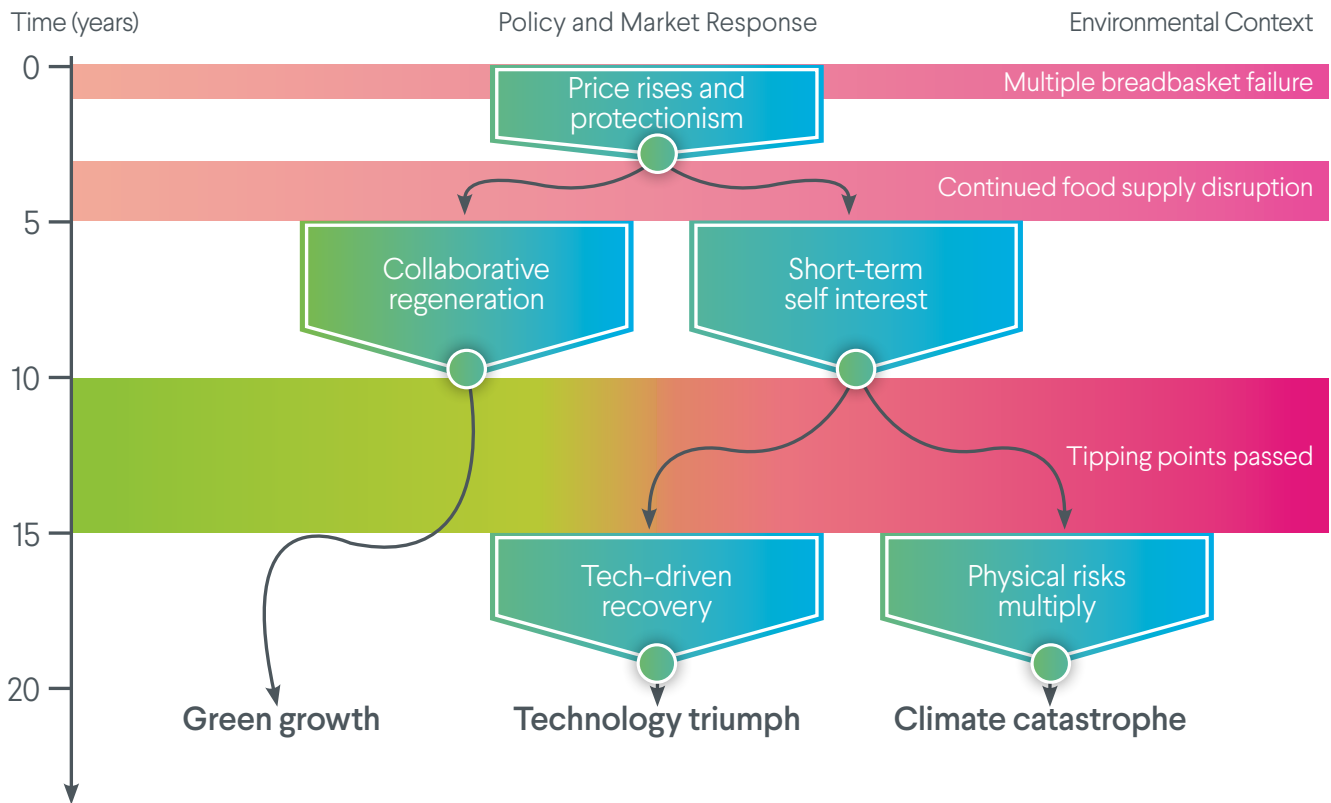 Time (years)
Policy and Market Response
Environmental Context
0
Price rises and
protectionism
Multiple breadbasket failure
Continued food supply disruption
5
Collaborative
regeneration
Short-term
self interest
10
Tipping points passed
15
Tech-driven
recovery
Physical risks
multiply
20
Green growth
Technology triumph
Climate catastrophe